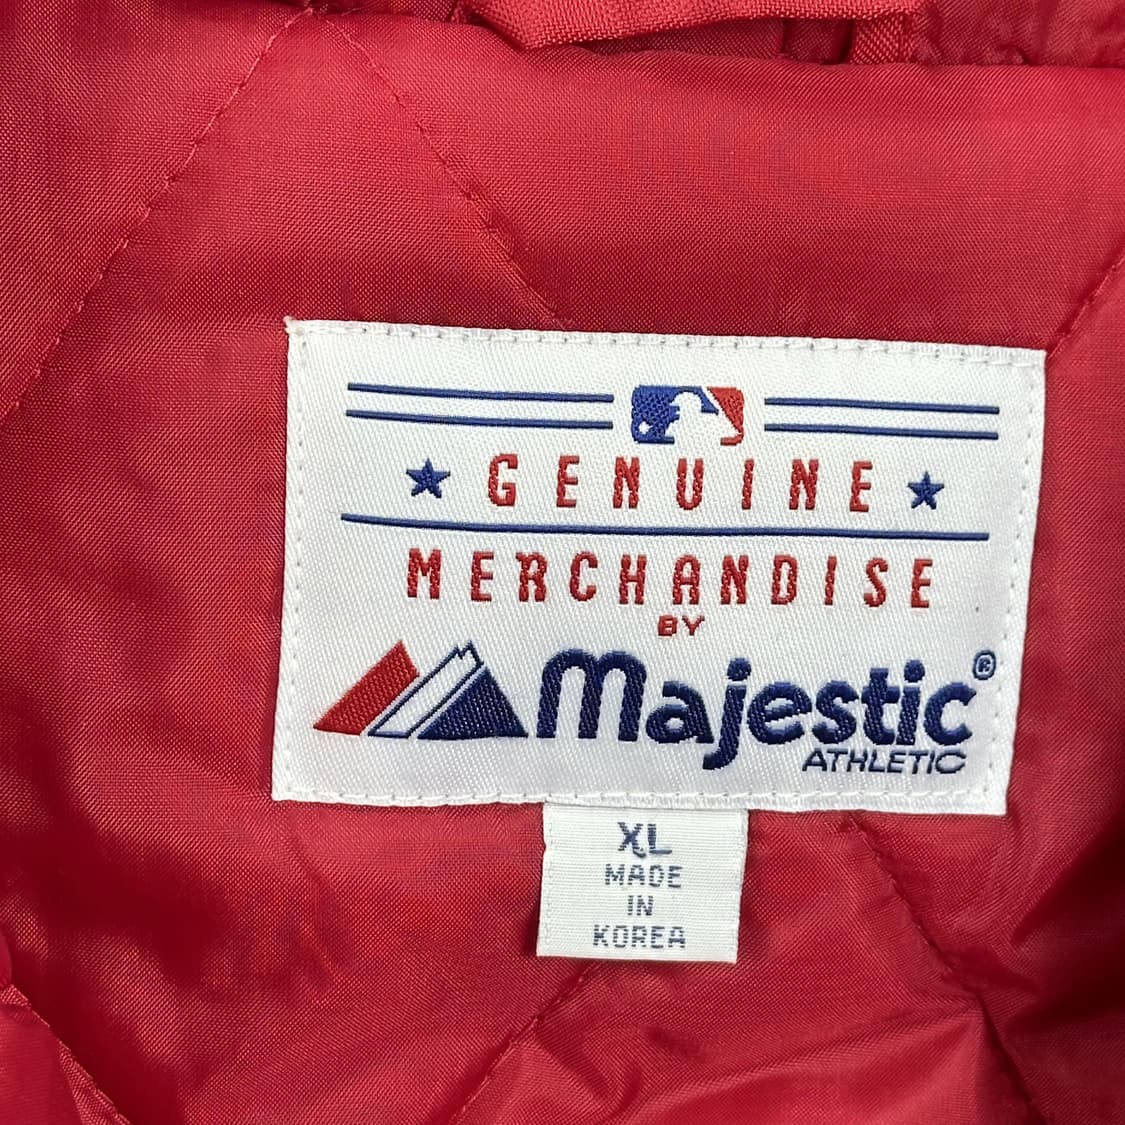 GENUINE
MERCHANDISE
BY
Majestic®
ATHLETIC
XL
MADE
IN
KOREA